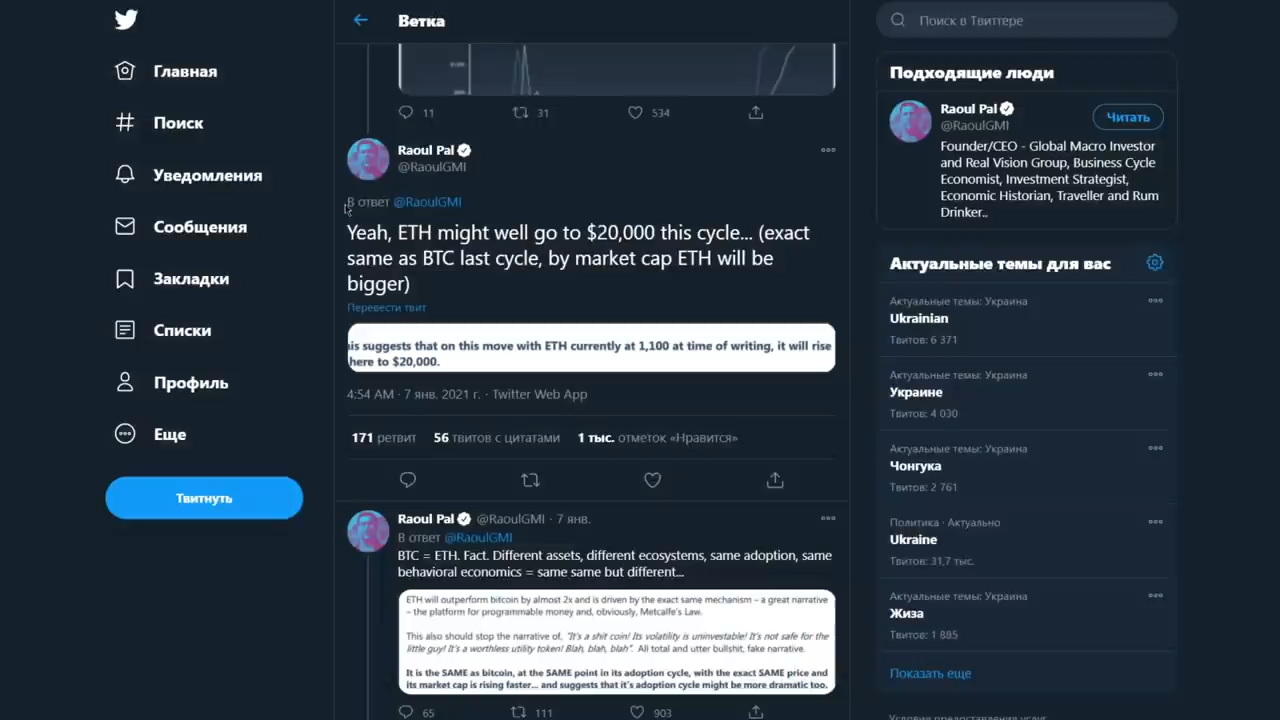 Главная
Поиск
Уведомления
Сообщения
Закладки
Списки
Профиль
Еще
Твитнуть
Ветка
11
31
534
Raoul Pal
@RaoulGMI
В ответ @RaoulGMI
Yeah, ETH might well go to $20,000 this cycle... (exact
same as BTC last cycle, by market cap ETH will be
bigger)
Перевести твит
is suggests that on this move with ETH currently at 1,100 at time of writing, it will rise
here to $20,000.
4:54 AM · 7 янв. 2021 г. · Twitter Web App
171 ретвит 56 твитов с цитатами 1 тыс. отметок «Нравится»
Raoul Pal @RaoulGMI · 7 янв.
В ответ @RaoulGMI
BTC = ETH. Fact. Different assets, different ecosystems, same adoption, same
behavioral economics = same same but different...
ETH will outperform bitcoin by almost 2x and is driven by the exact same mechanism – a great narrative
– the platform for programmable money and, obviously, Metcalfe's Law.
This also should stop the narrative of, "It's a shit coin! Its volatility is uninvestable! It's not safe for the
little guy! It's a worthless utility token! Blah, blah, blah". All total and utter bullshit, fake narrative.
It is the SAME as bitcoin, at the SAME point in its adoption cycle, with the exact SAME price and
its market cap is rising faster... and suggests that it's adoption cycle might be more dramatic too.
65
111
903
Поиск в Твиттере
Подходящие люди
Raoul Pal
@RaoulGMI
Читать
Founder/CEO - Global Macro Investor
and Real Vision Group, Business Cycle
Economist, Investment Strategist,
Economic Historian, Traveller and Rum
Drinker..
Актуальные темы для вас
Актуальные темы: Украина
Ukrainian
Твитов: 6 371
Актуальные темы: Украина
Украине
Твитов: 4 030
Актуальные темы: Украина
Чонгука
Твитов: 2 761
Политика · Актуально
Ukraine
Твитов: 31,7 тыс.
Актуальные темы: Украина
Жиза
Твитов: 1 885
Показать еще
Условия предоставления услуг